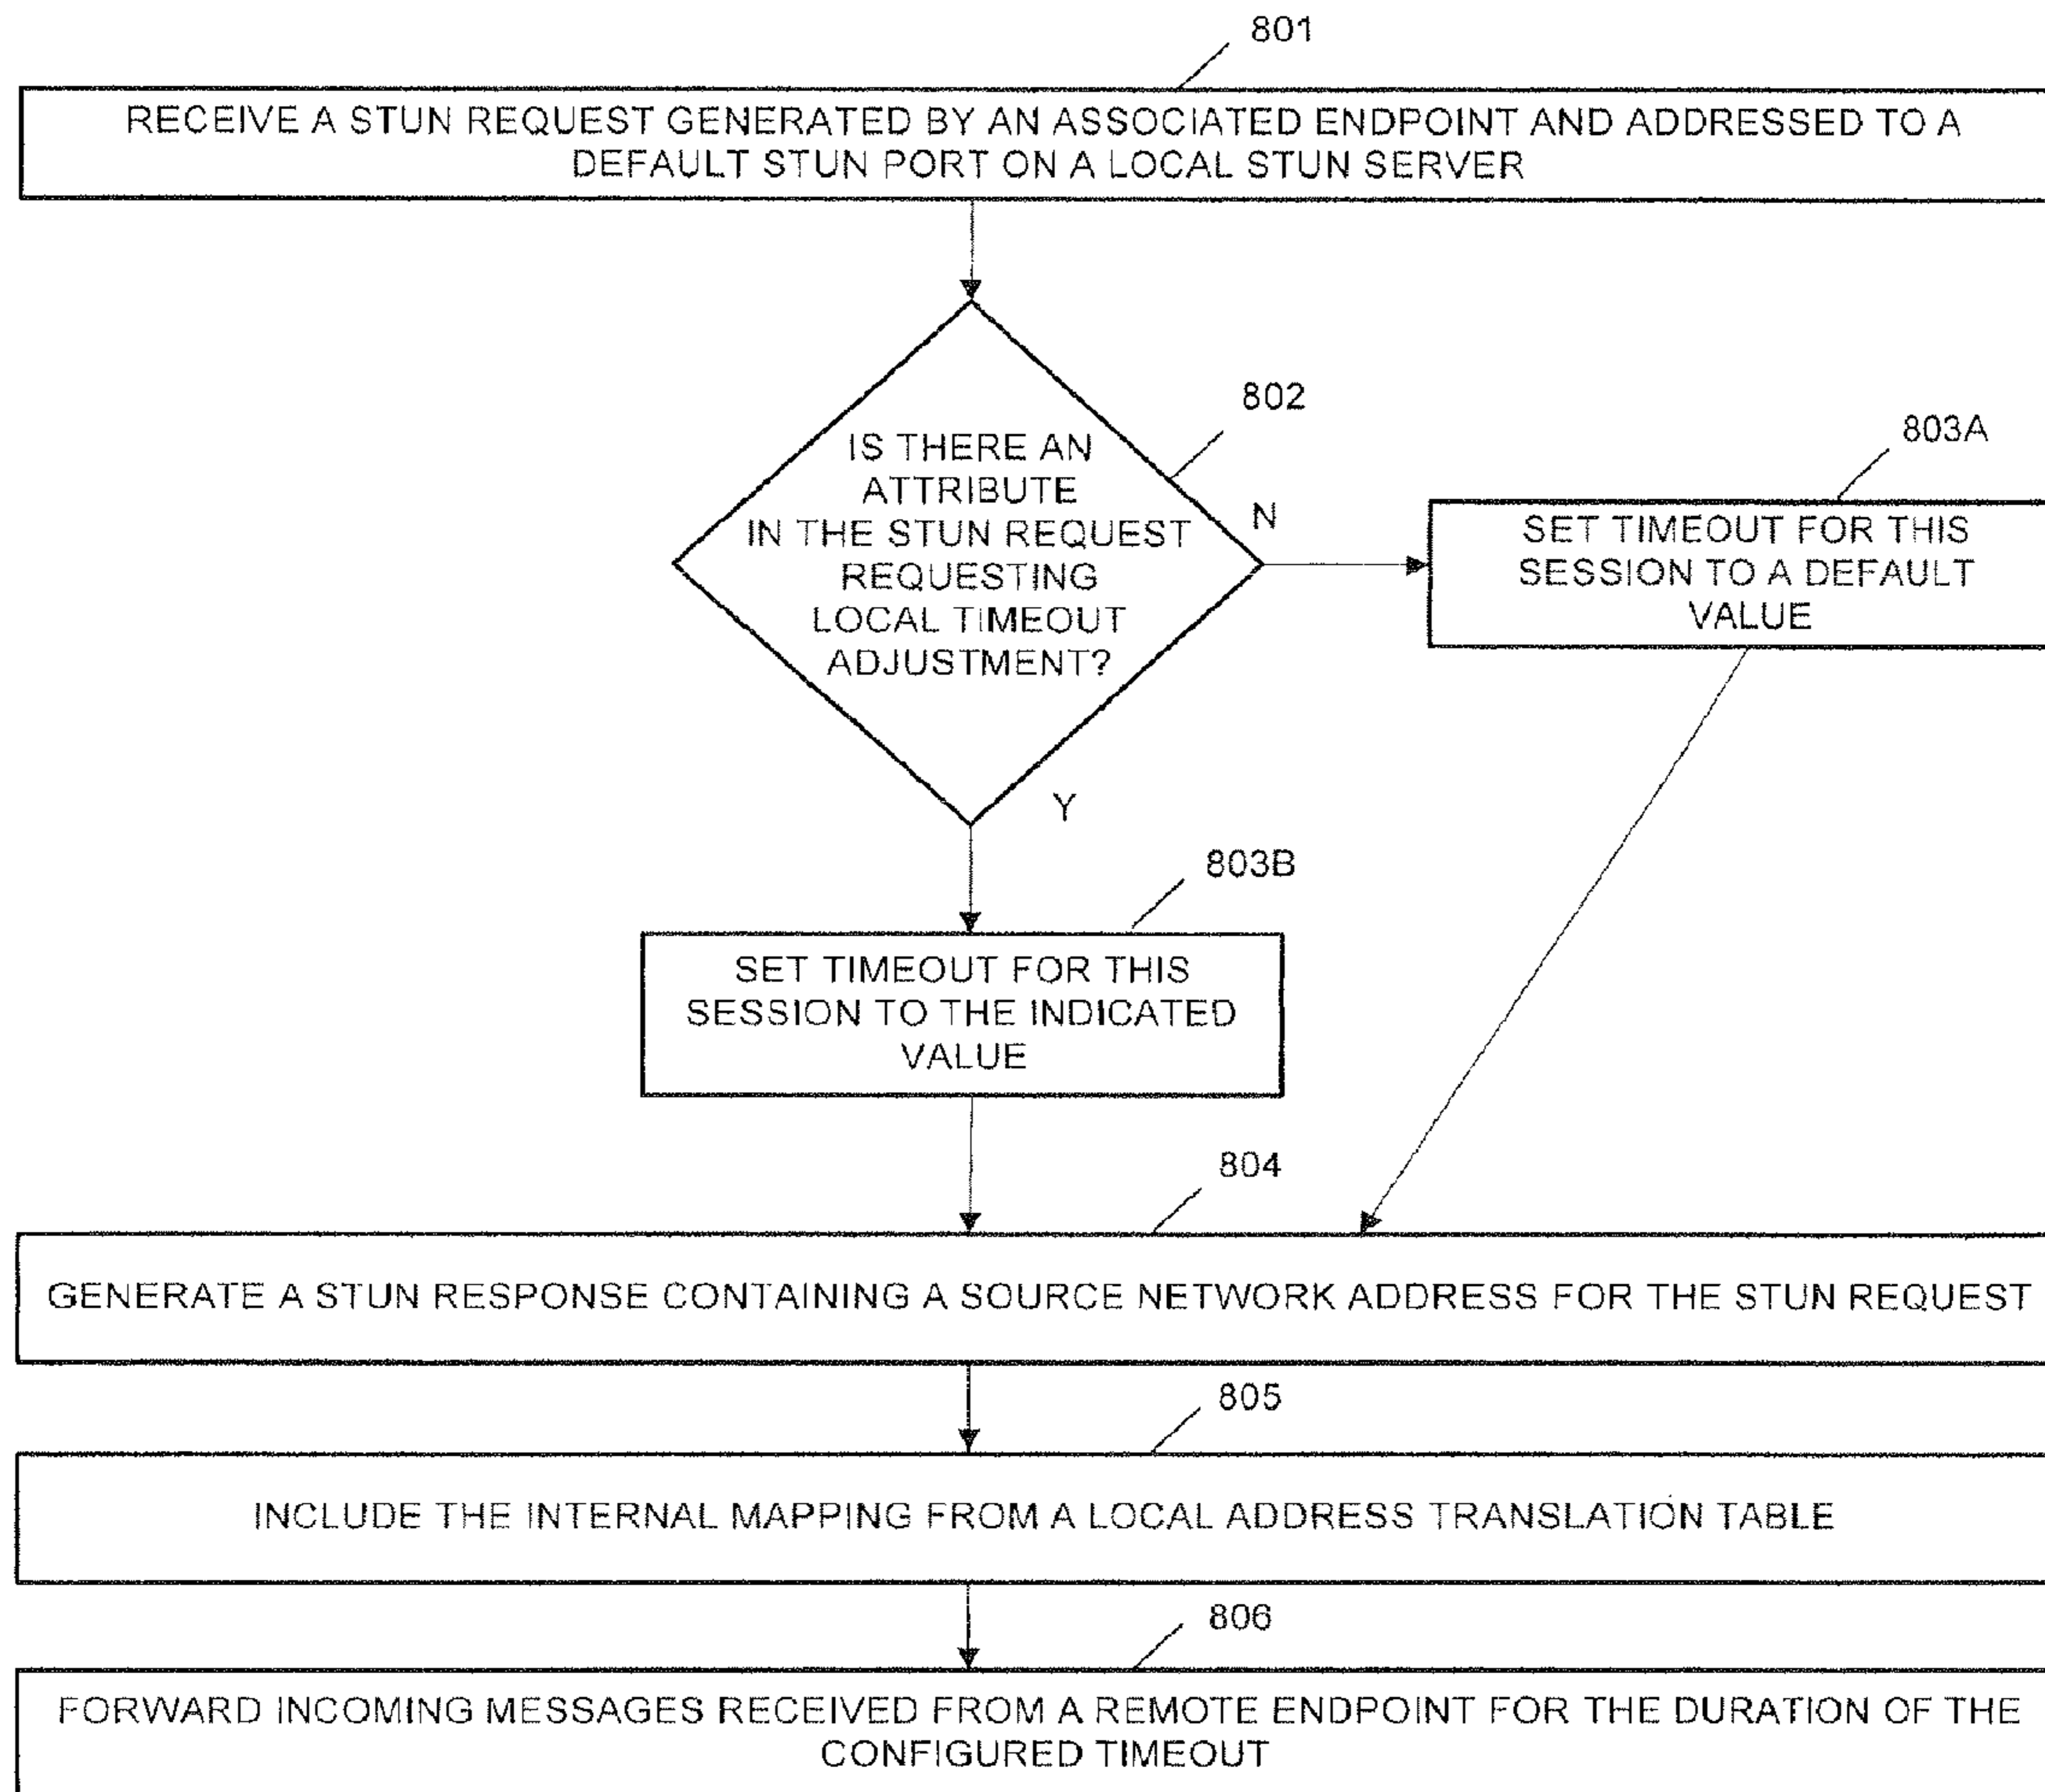 801
RECEIVE A STUN REQUEST GENERATED BY AN ASSOCIATED ENDPOINT AND ADDRESSED TO A
DEFAULT STUN PORT ON A LOCAL STUN SERVER
802
IS THERE AN
ATTRIBUTE
IN THE STUN REQUEST
REQUESTING
LOCAL TIMEOUT
ADJUSTMENT?
N
803A
SET TIMEOUT FOR THIS
SESSION TO A DEFAULT
VALUE
Y
803B
SET TIMEOUT FOR THIS
SESSION TO THE INDICATED
VALUE
804
GENERATE A STUN RESPONSE CONTAINING A SOURCE NETWORK ADDRESS FOR THE STUN REQUEST
805
INCLUDE THE INTERNAL MAPPING FROM A LOCAL ADDRESS TRANSLATION TABLE
806
FORWARD INCOMING MESSAGES RECEIVED FROM A REMOTE ENDPOINT FOR THE DURATION OF THE
CONFIGURED TIMEOUT